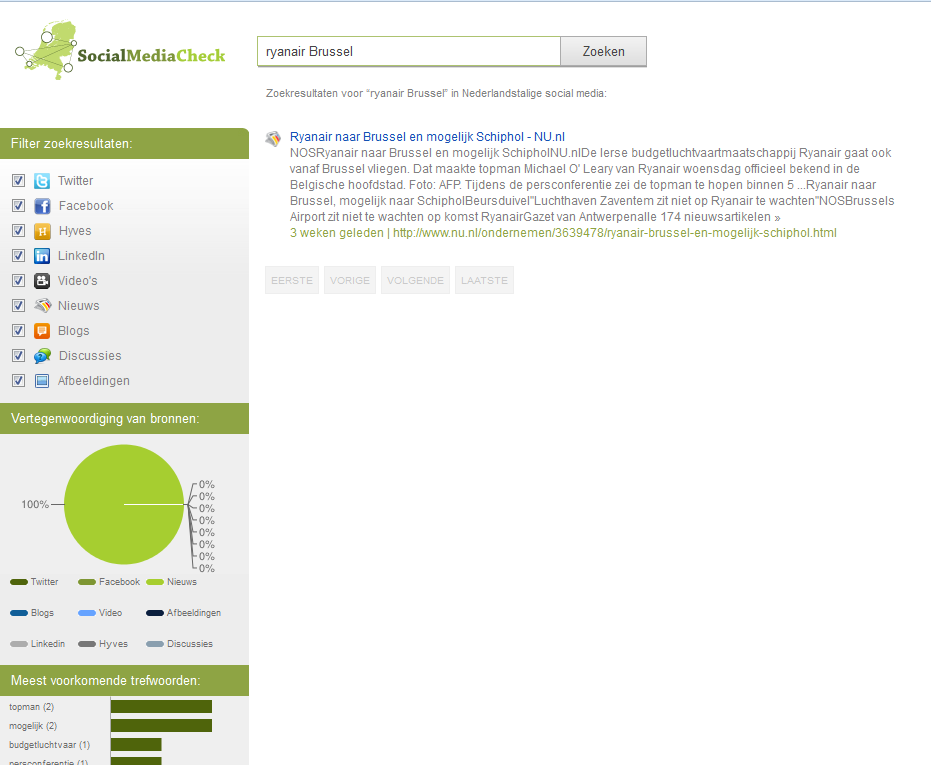 SocialMediaCheck
ryanair Brussel
Zoeken
Zoekresultaten voor “ryanair Brussel” in Nederlandstalige social media:
Filter zoekresultaten:
Twitter
Facebook
Hyves
LinkedIn
Video's
Nieuws
Blogs
Discussies
Afbeeldingen
Ryanair naar Brussel en mogelijk Schiphol - NU.nl
NOSRyanair naar Brussel en mogelijk SchipholNU.nlDe Ierse budgetluchtvaartmaatschappij Ryanair gaat ook
vanaf Brussel vliegen. Dat maakte topman Michael O' Leary van Ryanair woensdag officieel bekend in de
Belgische hoofdstad. Foto: AFP. Tijdens de persconferentie zei de topman te hopen binnen 5 ...Ryanair naar
Brussel, mogelijk naar SchipholBeursduivel"Luchthaven Zaventem zit niet op Ryanair te wachten"NOSBrussels
Airport zit niet te wachten op komst RyanairGazet van Antwerpenalle 174 nieuwsartikelen »
3 weken geleden | http://www.nu.nl/ondernemen/3639478/ryanair-brussel-en-mogelijk-schiphol.html
EERSTE VORIGE VOLGENDE LAATSTE
Vertegenwoordiging van bronnen:
100%
0%
0%
0%
0%
0%
0%
0%
0%
Twitter Facebook Nieuws
Blogs Video Afbeeldingen
Linkedin Hyves Discussies
Meest voorkomende trefwoorden:
topman (2)
mogelijk (2)
budgetluchtvaar (1)
persconferentie (1)